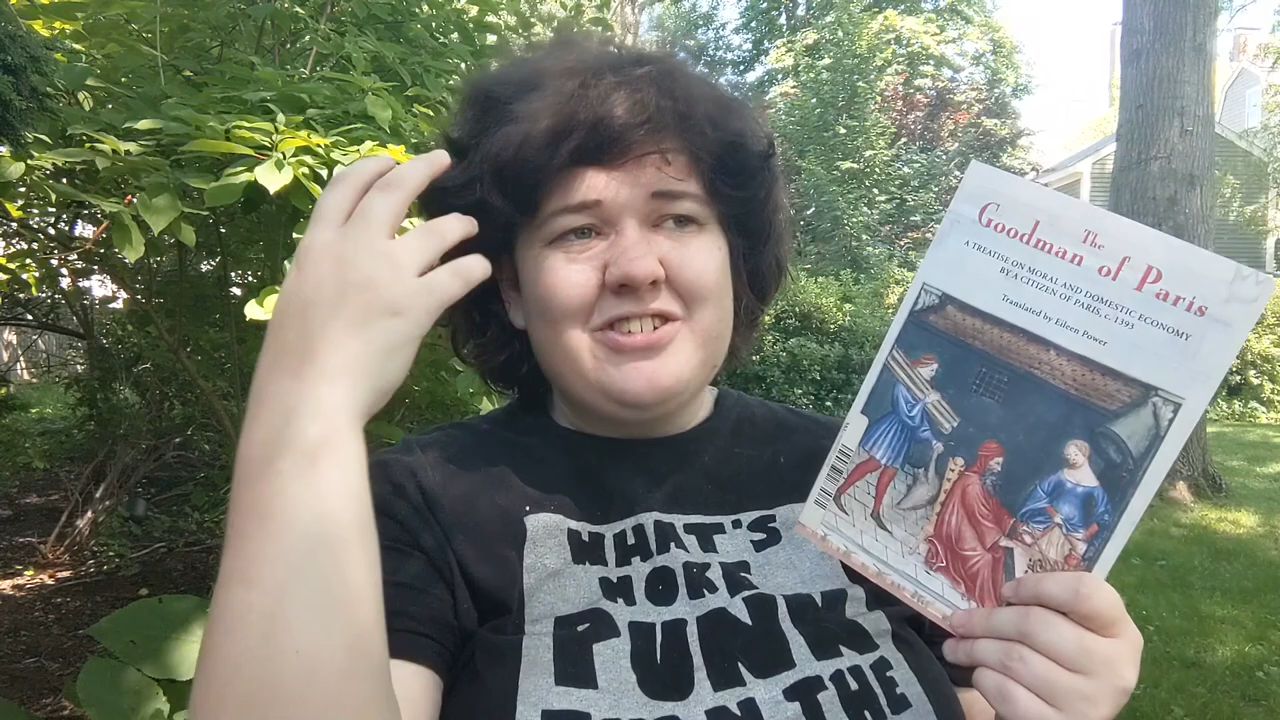 The
Goodman of Paris
A TREATISE ON MORAL AND DOMESTIC ECONOMY
BY A CITIZEN OF PARIS, c. 1393
Translated by Eileen Power
WHAT'S
MORE
PUNK
THAN THE